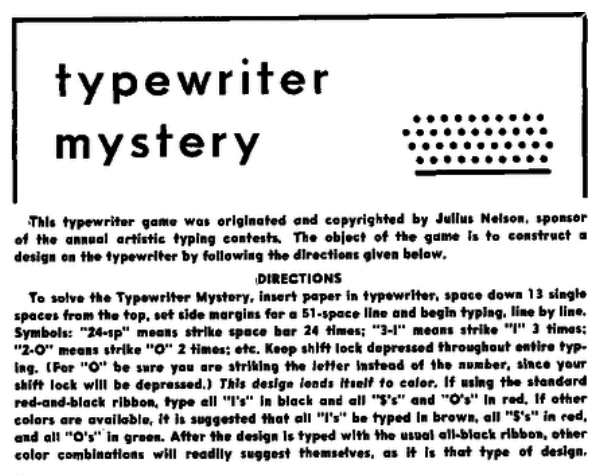 typewriter
mystery
This typewriter game was originated and copyrighted by Julius Nelson, sponsor
of the annual artistic typing contests. The object of the game is to construct a
design on the typewriter by following the directions given below.
DIRECTIONS
To solve the Typewriter Mystery, insert paper in typewriter, space down 13 single
spaces from the top, set side margins for a 51-space line and begin typing, line by line.
Symbols: "24-sp" means strike space bar 24 times; "3-I" means strike "I" 3 times;
"2-O" means strike "O" 2 times; etc. Keep shift lock depressed throughout entire typ-
ing. (For "O" be sure you are striking the letter instead of the number, since your
shift lock will be depressed.) This design lends itself to color. If using the standard
red-and-black ribbon, type all "I's" in black and all "S's" and "O's" in red. If other
colors are available, it is suggested that all "I's" be typed in brown, all "S's" in red,
and all "O's" in green. After the design is typed with the usual all-black ribbon, other
color combinations will readily suggest themselves, as it is that type of design.